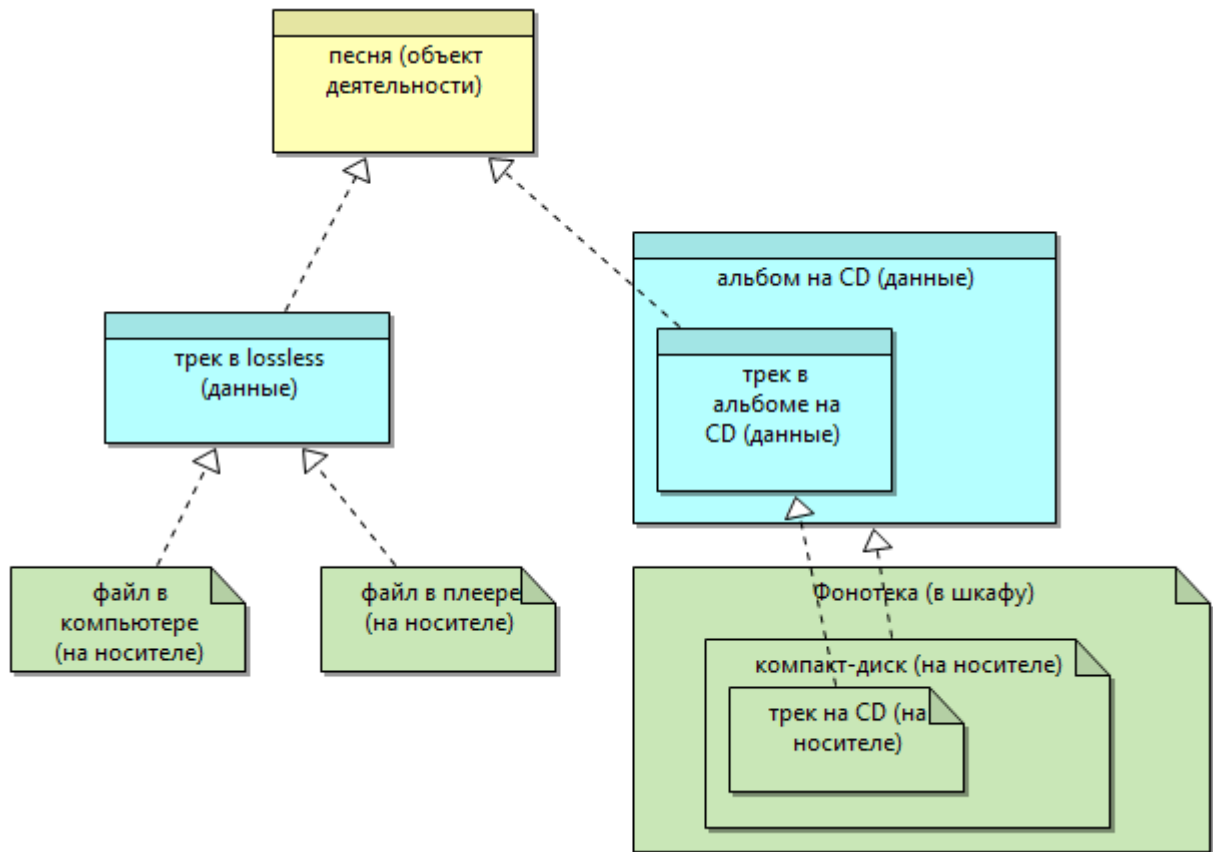 песня (объект
деятельности)
альбом на CD (данные)
трек в lossless
(данные)
трек в
альбоме на
CD (данные)
файл в
компьютере
(на носителе)
файл в плеере
(на носителе)
Фонотека (в шкафу)
компакт-диск (на носителе)
трек на CD (на
носителе)